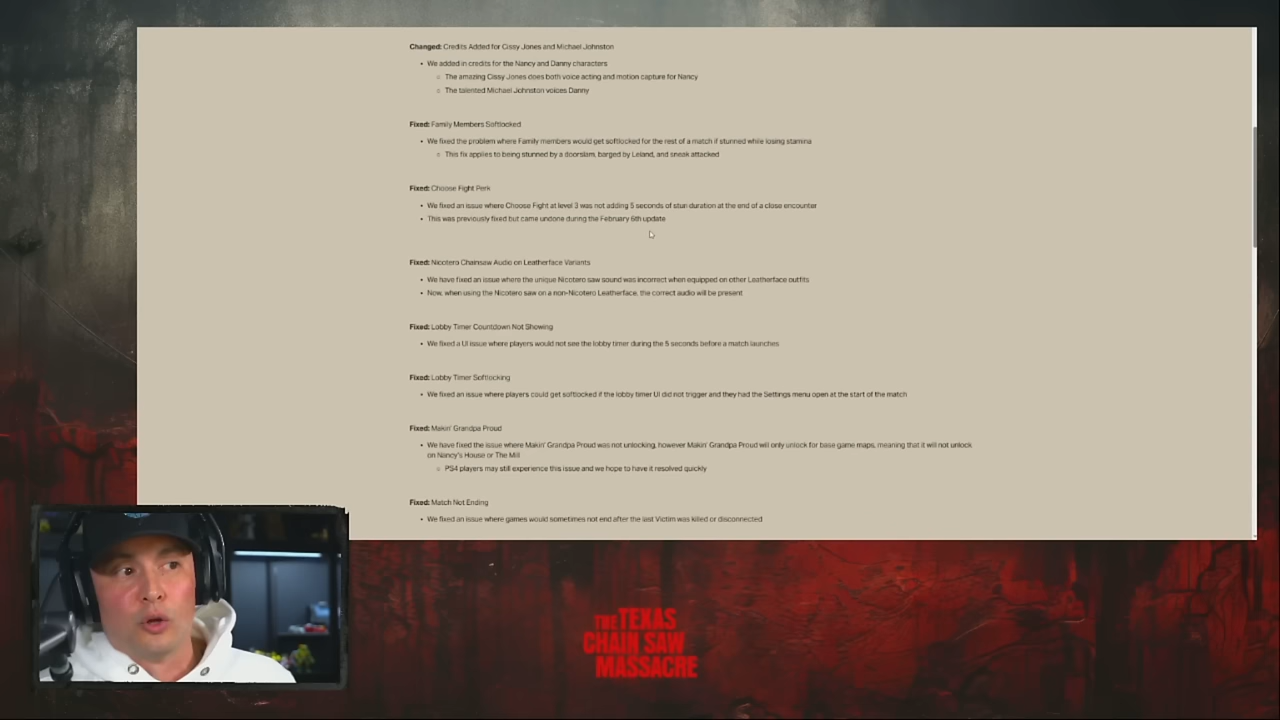 Changed: Credits Added for Cissy Jones and Michael Johnston
• We added in credits for the Nancy and Danny characters
○ The amazing Cissy Jones does both voice acting and motion capture for Nancy
○ The talented Michael Johnston voices Danny
Fixed: Family Members Softlocked
• We fixed the problem where Family members would get softlocked for the rest of a match if stunned while losing stamina
○ This fix applies to being stunned by a doorslam, barged by Leland, and sneak attacked
Fixed: Choose Fight Perk
• We fixed an issue where Choose Fight at level 3 was not adding 5 seconds of stun duration at the end of a close encounter
• This was previously fixed but came undone during the February 6th update
Fixed: Nicotero Chainsaw Audio on Leatherface Variants
• We have fixed an issue where the unique Nicotero saw sound was incorrect when equipped on other Leatherface outfits
• Now, when using the Nicotero saw on a non-Nicotero Leatherface, the correct audio will be present
Fixed: Lobby Timer Countdown Not Showing
• We fixed a UI issue where players would not see the lobby timer during the 5 seconds before a match launches
Fixed: Lobby Timer Softlocking
• We fixed an issue where players could get softlocked if the lobby timer UI did not trigger and they had the Settings menu open at the start of the match
Fixed: Makin' Grandpa Proud
• We have fixed the issue where Makin' Grandpa Proud was not unlocking, however Makin' Grandpa Proud will only unlock for base game maps, meaning that it will not unlock
on Nancy's House or The Mill
○ PS4 players may still experience this issue and we hope to have it resolved quickly
Fixed: Match Not Ending
• We fixed an issue where games would sometimes not end after the last Victim was killed or disconnected
THE TEXAS
CHAIN SAW
MASSACRE